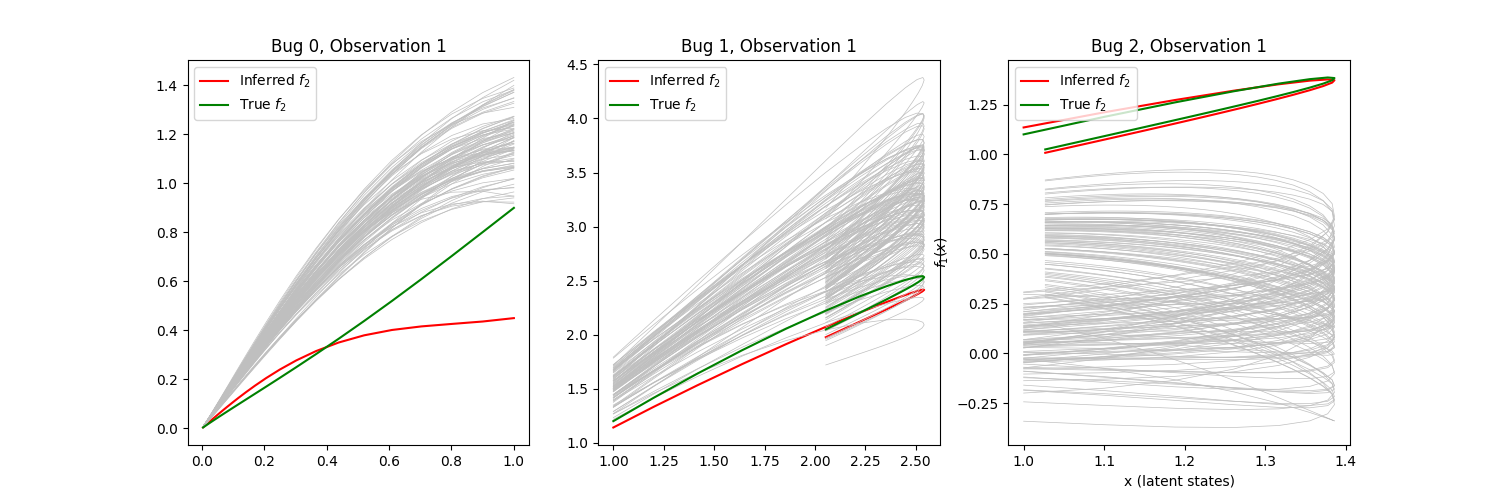 Bug 0, Observation 1
Inferred f₂
True f₂
1.4
1.2
1.0
0.8
0.6
0.4
0.2
0.0
0.0 0.2 0.4 0.6 0.8 1.0
Bug 1, Observation 1
Inferred f₂
True f₂
4.5
4.0
3.5
3.0
2.5
2.0
1.5
1.0
1.00 1.25 1.50 1.75 2.00 2.25 2.50
Bug 2, Observation 1
Inferred f₂
True f₂
f₁(x)
1.25
1.00
0.75
0.50
0.25
0.00
−0.25
1.0 1.1 1.2 1.3 1.4
x (latent states)